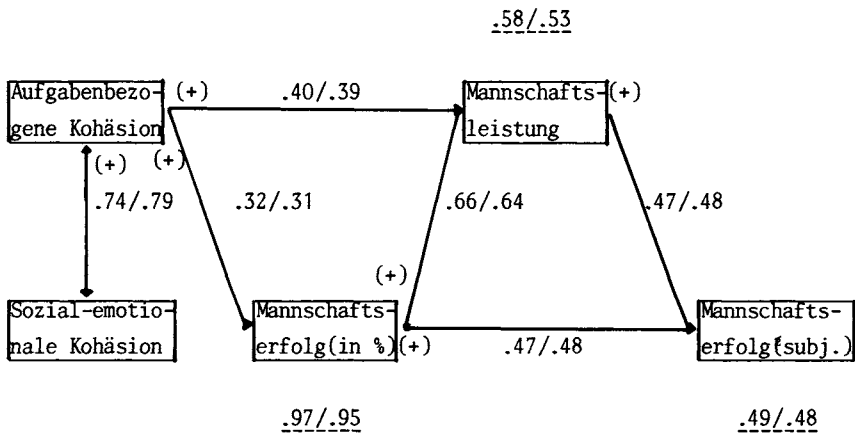 .58/.53
Aufgabenbezo-
gene Kohäsion
(+)
.40/.39
Mannschafts-
leistung
(+)
(+)
(+)
.74/.79
.32/.31
.66/.64
.47/.48
(+)
Sozial-emotio-
nale Kohäsion
Mannschafts-
erfolg(in %)
(+)
.47/.48
Mannschafts-
erfolg(subj.)
.97/.95
.49/.48